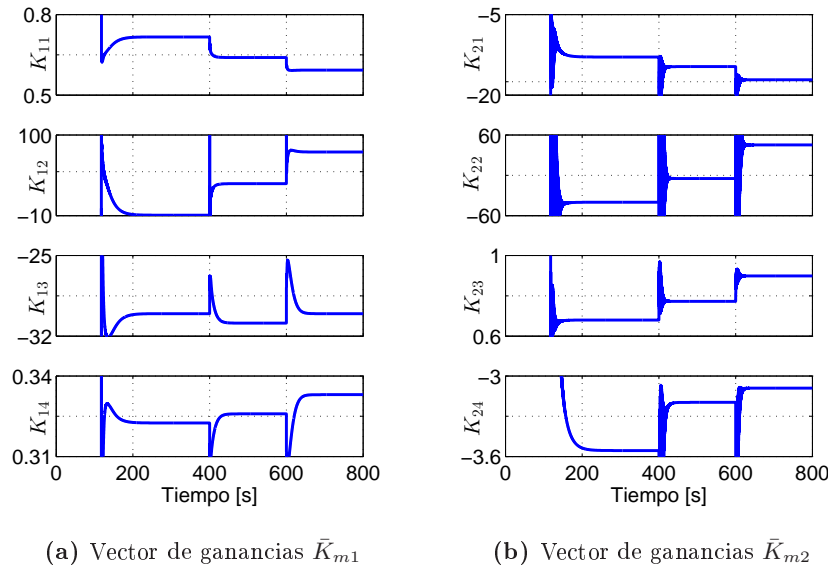 0.8
K₁₁
0.5
100
K₁₂
−10
−25
K₁₃
−32
0.34
K₁₄
0.31
0 200 400 600 800
Tiempo [s]
(a) Vector de ganancias K̄ₘ₁
−5
K₂₁
−20
60
K₂₂
−60
1
K₂₃
0.6
−3
K₂₄
−3.6
0 200 400 600 800
Tiempo [s]
(b) Vector de ganancias K̄ₘ₂